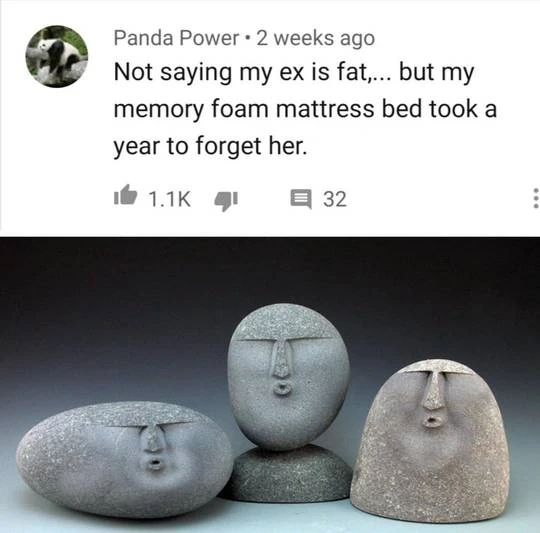 Panda Power • 2 weeks ago
Not saying my ex is fat,... but my
memory foam mattress bed took a
year to forget her.
1.1K 32